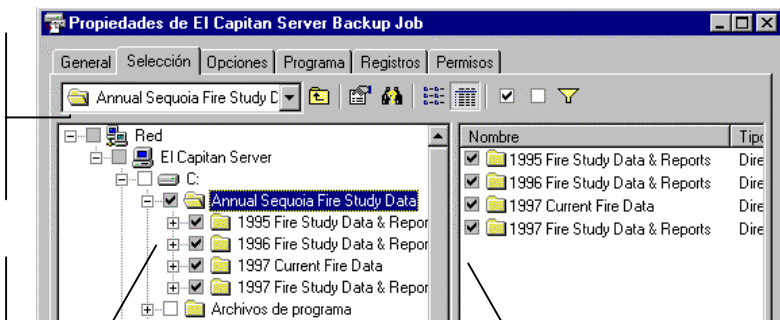 Propiedades de El Capitan Server Backup Job
General Selección Opciones Programa Registros Permisos
Annual Sequoia Fire Study D
Red
El Capitan Server
C:
Annual Sequoia Fire Study Data
1995 Fire Study Data & Repor
1996 Fire Study Data & Repor
1997 Current Fire Data
1997 Fire Study Data & Repor
Archivos de programa
Nombre Tipo
1995 Fire Study Data & Reports Dire
1996 Fire Study Data & Reports Dire
1997 Current Fire Data Dire
1997 Fire Study Data & Reports Dire